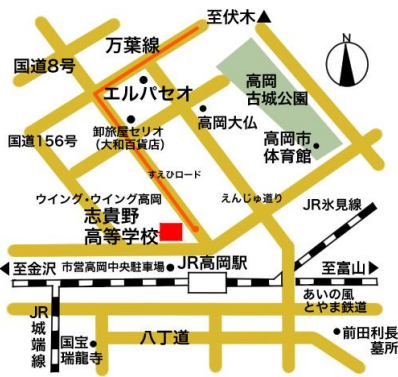 至伏木▲
万葉線
N
国道8号
エルパセオ
高岡
古城公園
高岡大仏
国道156号
卸旅屋セリオ
(大和百貨店)
高岡市
体育館
すえひロード
ウイング・ウイング高岡
えんじゅ通り
志貴野
高等学校
JR氷見線
◀至金沢
市営高岡中央駐車場
JR高岡駅
至富山▶
あいの風
とやま鉄道
JR城端線
国宝
瑞龍寺
八丁道
前田利長
墓所